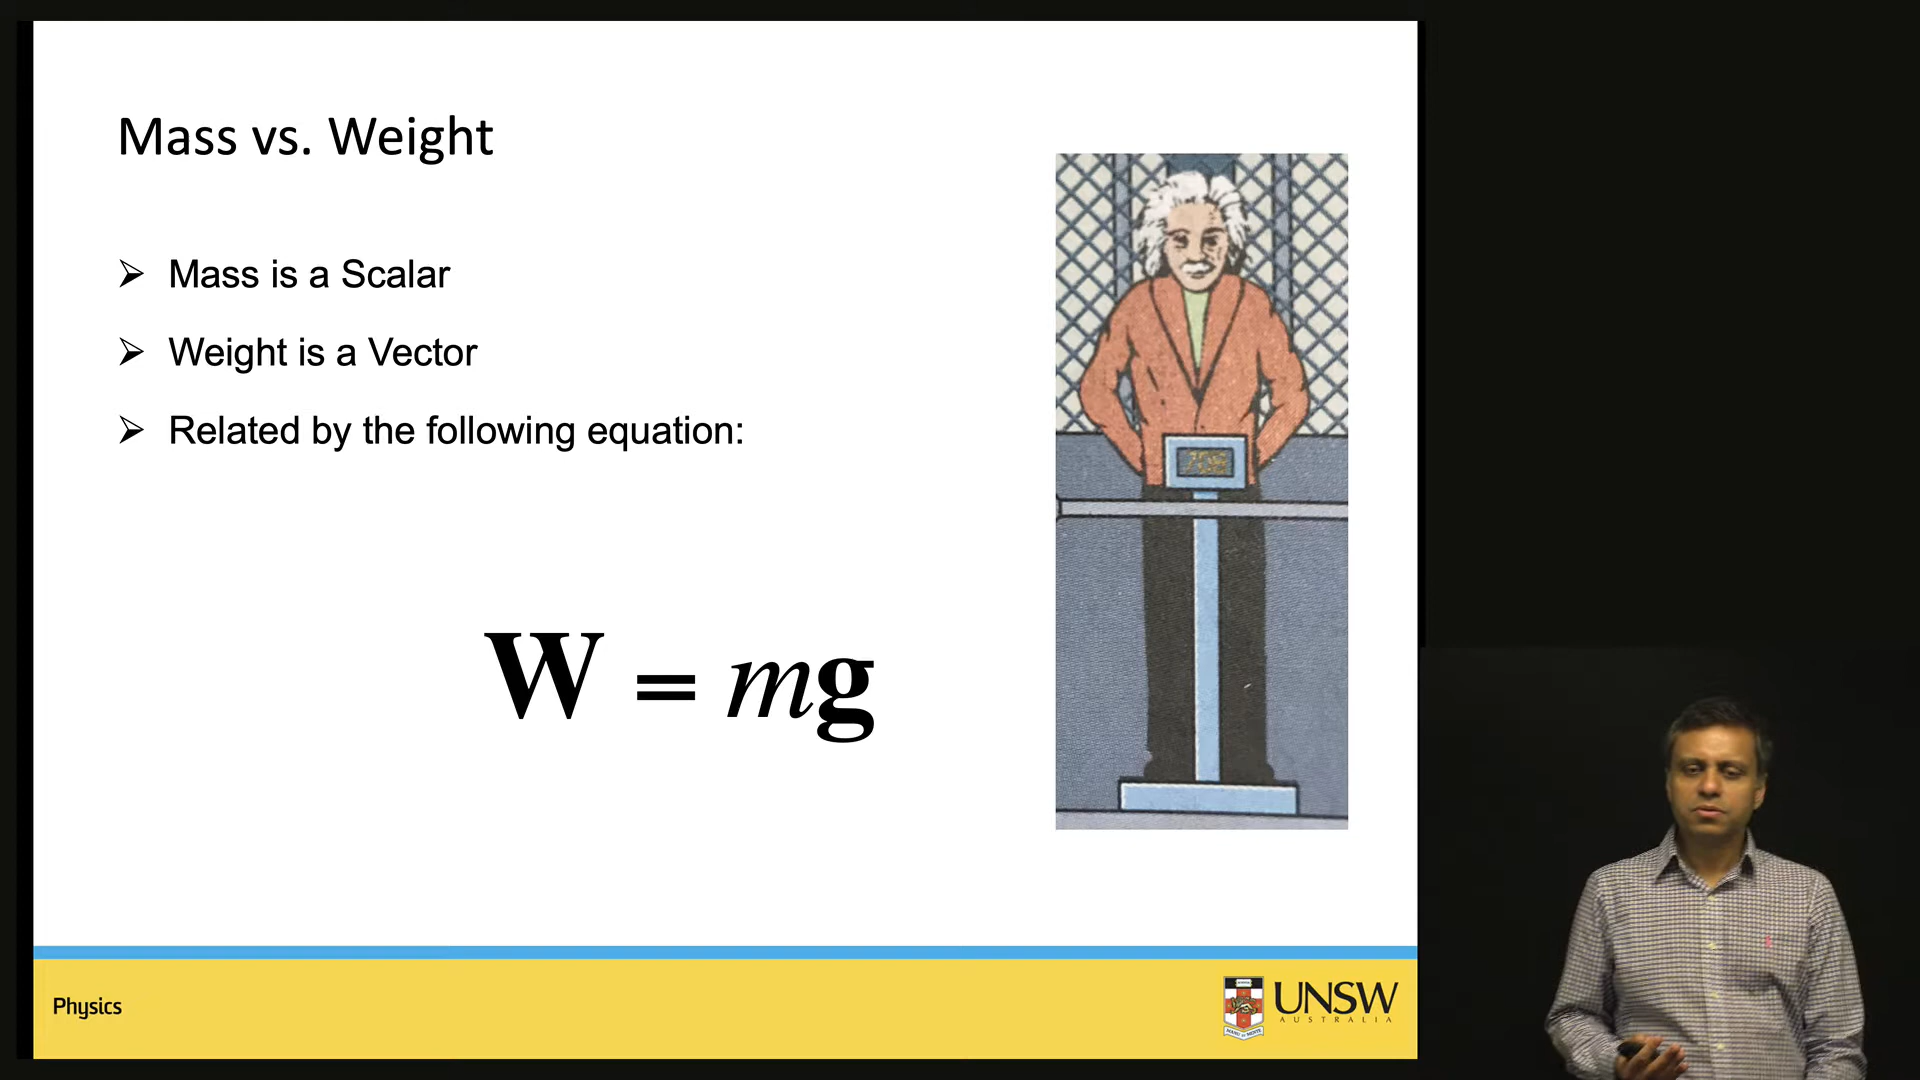 Mass vs. Weight
➢ Mass is a Scalar
➢ Weight is a Vector
➢ Related by the following equation:
W = mg
Physics
UNSW
AUSTRALIA